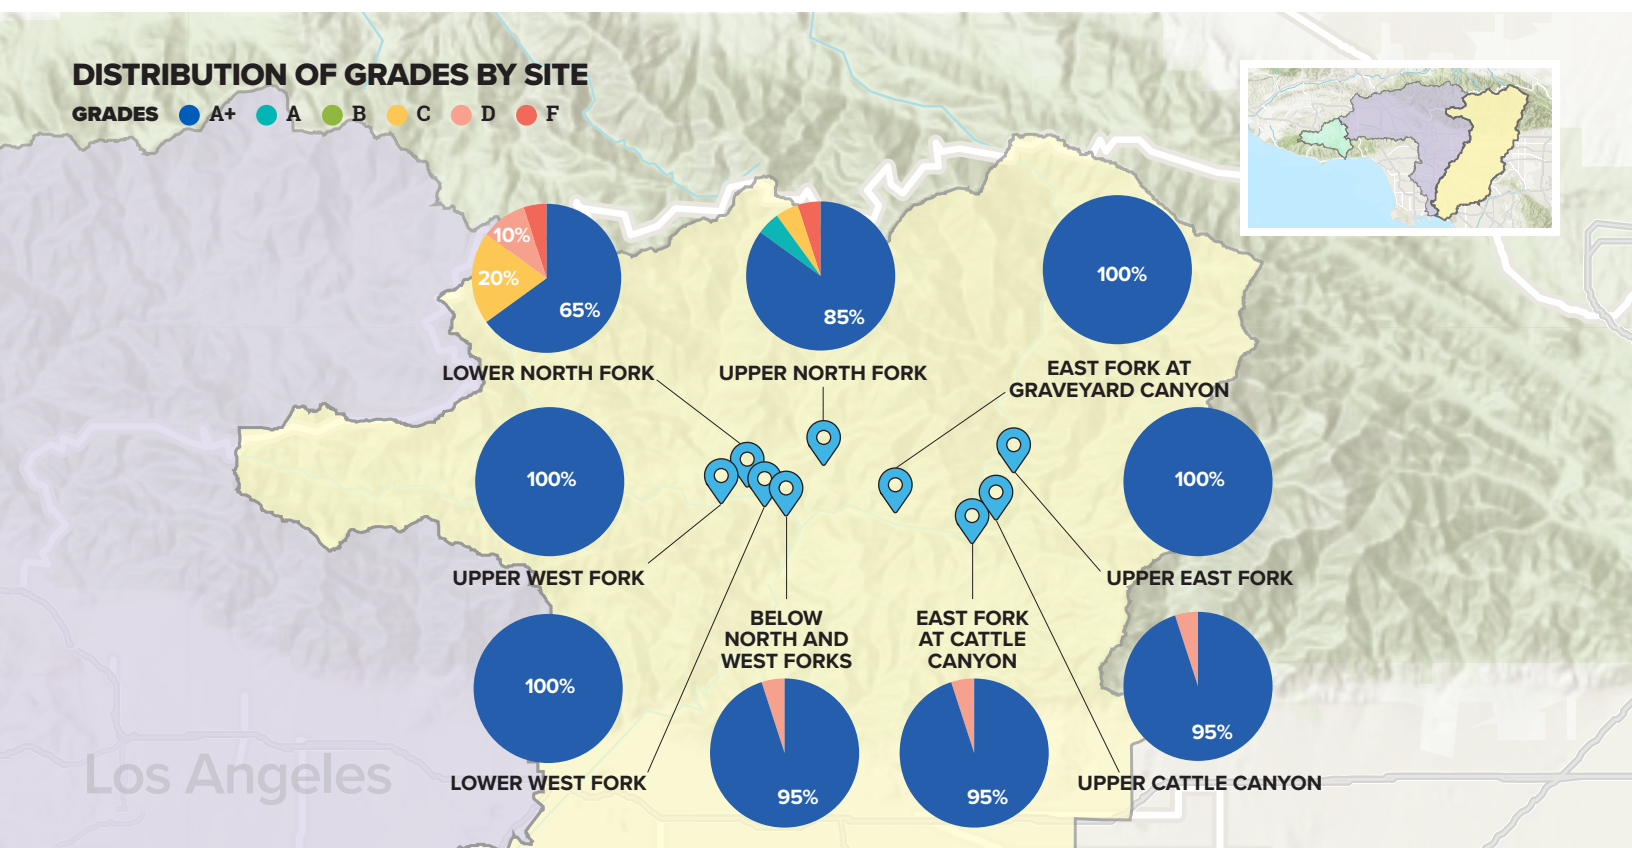 DISTRIBUTION OF GRADES BY SITE
GRADES A+ A B C D F
10%
20%
65%
LOWER NORTH FORK
85%
UPPER NORTH FORK
100%
EAST FORK AT
GRAVEYARD CANYON
100%
UPPER WEST FORK
100%
UPPER EAST FORK
100%
LOWER WEST FORK
BELOW
NORTH AND
WEST FORKS
95%
EAST FORK
AT CATTLE
CANYON
95%
95%
UPPER CATTLE CANYON
Los Angeles